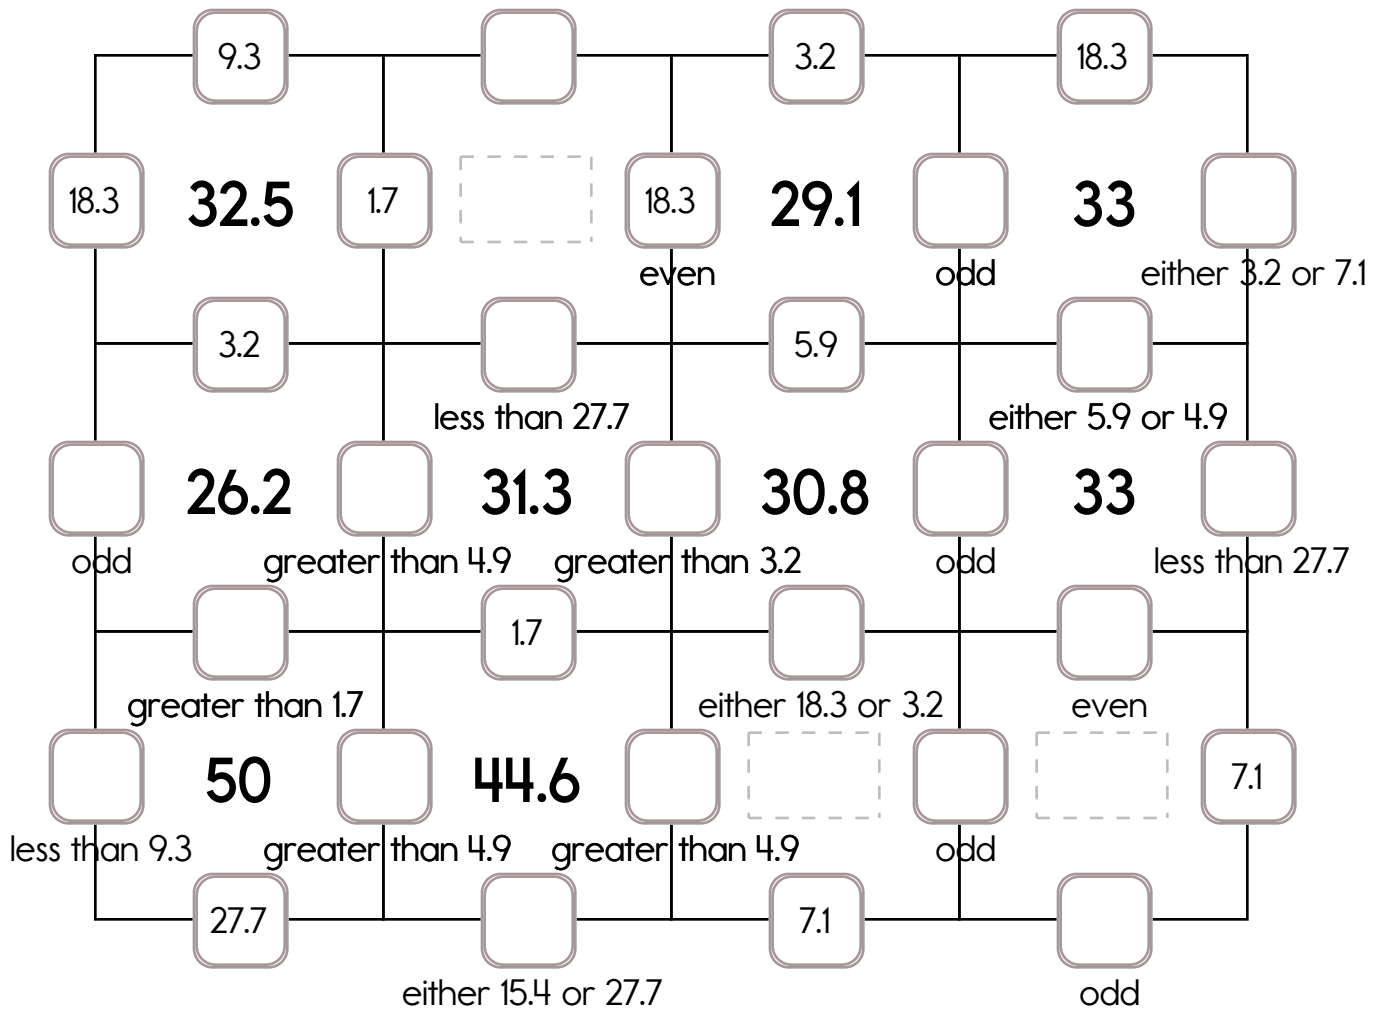 9.3 3.2 18.3
18.3 32.5 1.7 18.3 29.1 33
even odd either 3.2 or 7.1
3.2 5.9
less than 27.7 either 5.9 or 4.9
26.2 31.3 30.8 33
odd greater than 4.9 greater than 3.2 odd less than 27.7
1.7
greater than 1.7 either 18.3 or 3.2 even
50 44.6 7.1
less than 9.3 greater than 4.9 greater than 4.9 odd
27.7 7.1
either 15.4 or 27.7 odd